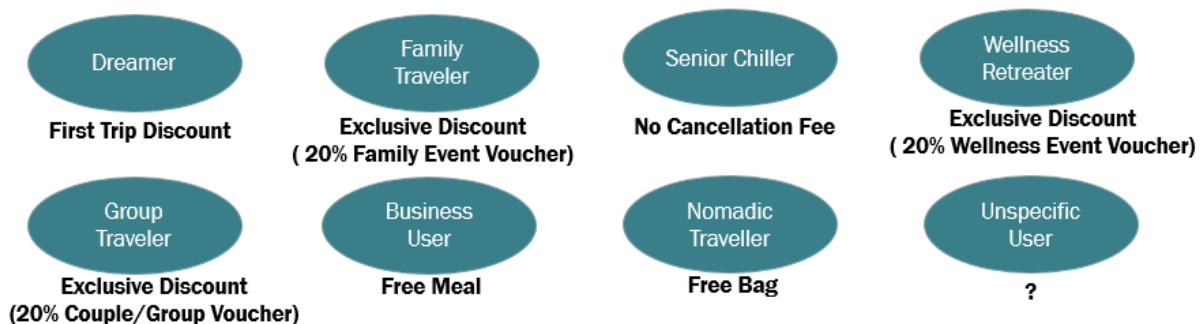 Dreamer
First Trip Discount
Family
Traveler
Exclusive Discount
( 20% Family Event Voucher)
Senior Chiller
No Cancellation Fee
Wellness
Retreater
Exclusive Discount
( 20% Wellness Event Voucher)
Group
Traveler
Exclusive Discount
(20% Couple/Group Voucher)
Business
User
Free Meal
Nomadic
Traveller
Free Bag
Unspecific
User
?